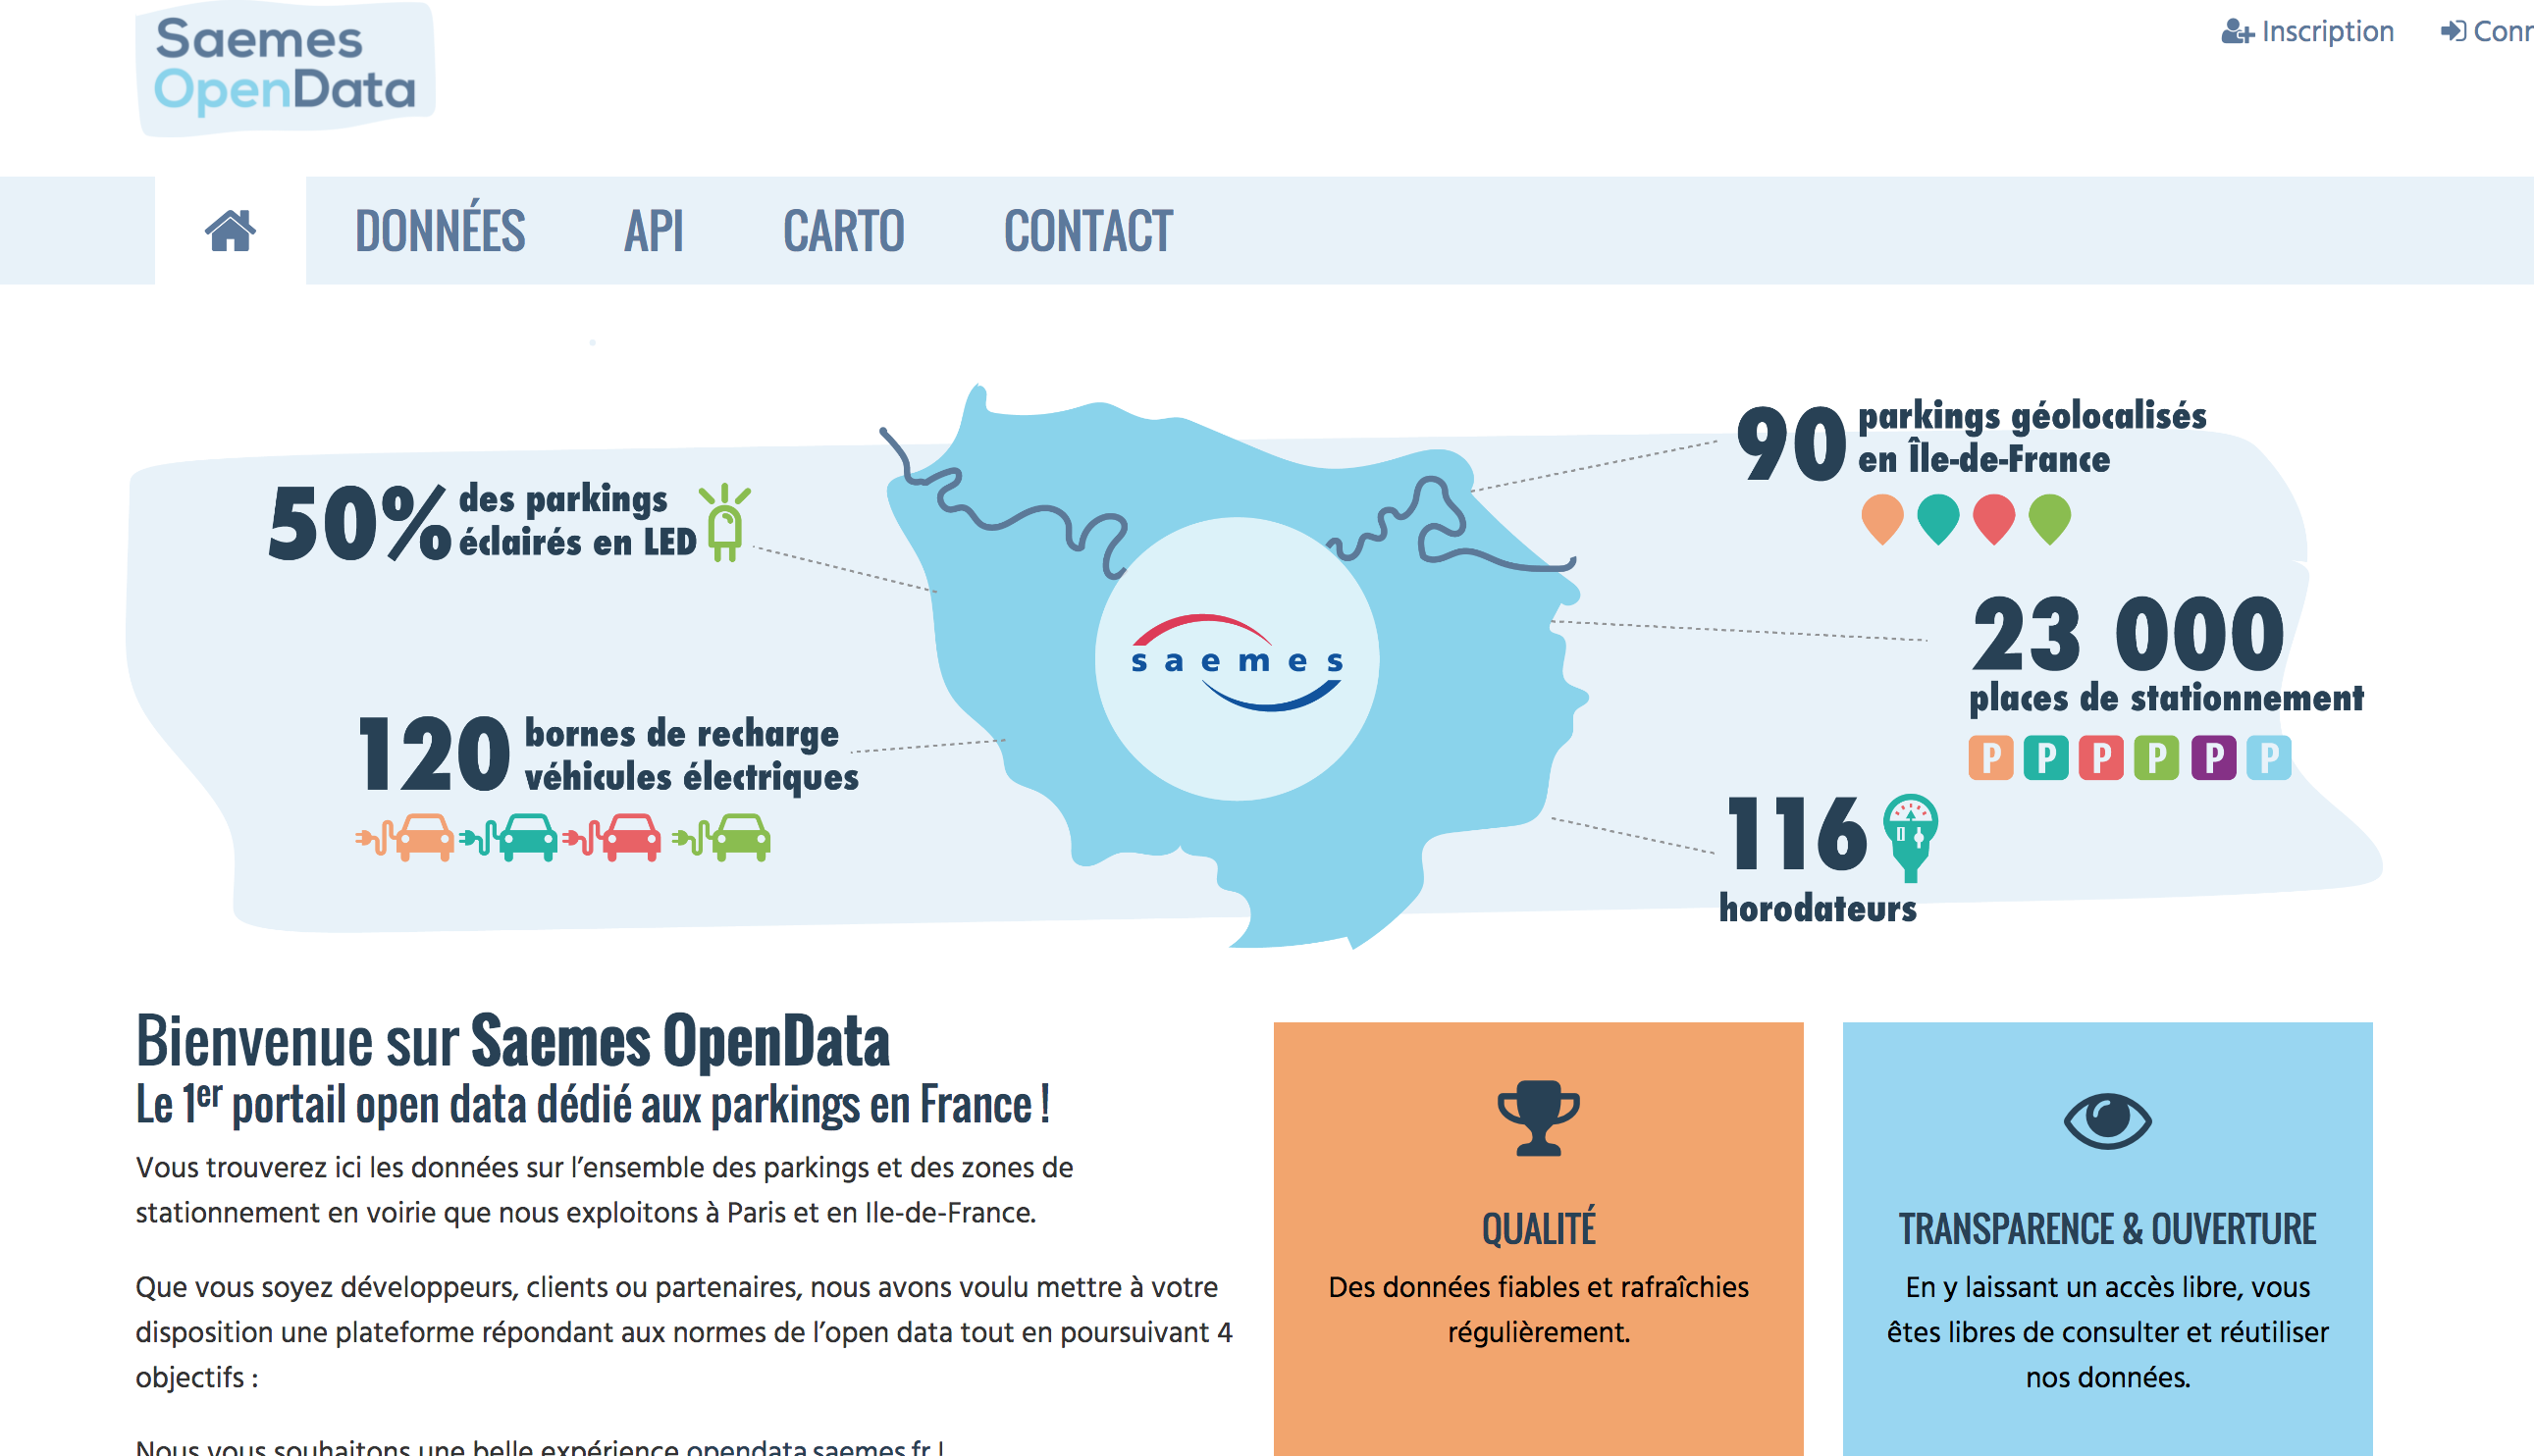 Saemes
OpenData
Inscription
Conn
DONNÉES
API
CARTO
CONTACT
50% des parkings
éclairés en LED
120 bornes de recharge
véhicules électriques
saemes
90 parkings géolocalisés
en Île-de-France
23 000
places de stationnement
P P P P P P
116
horodateurs
Bienvenue sur Saemes OpenData
Le 1er portail open data dédié aux parkings en France !
Vous trouverez ici les données sur l’ensemble des parkings et des zones de
stationnement en voirie que nous exploitons à Paris et en Ile-de-France.
Que vous soyez développeurs, clients ou partenaires, nous avons voulu mettre à votre
disposition une plateforme répondant aux normes de l’open data tout en poursuivant 4
objectifs :
Nous vous souhaitons une belle expérience opendata.saemes.fr !
QUALITÉ
Des données fiables et rafraîchies
régulièrement.
TRANSPARENCE & OUVERTURE
En y laissant un accès libre, vous
êtes libres de consulter et réutiliser
nos données.